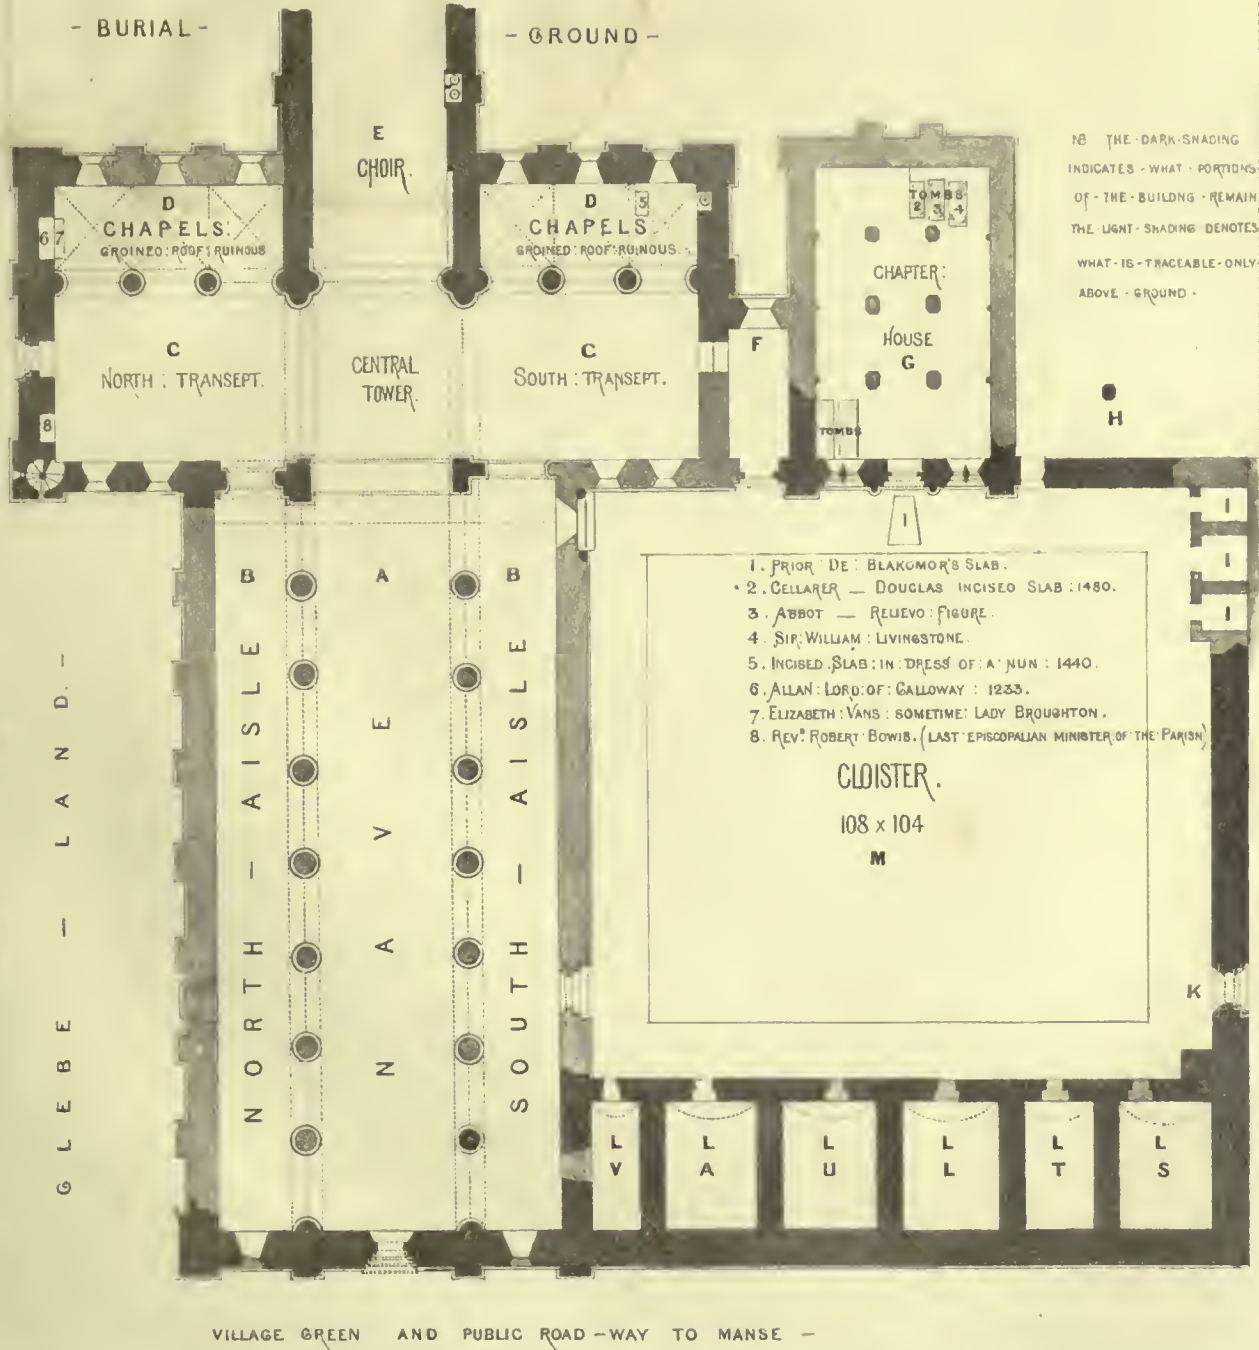 - BURIAL -
- GROUND -
E
CHOIR.
NB THE DARK SHADING
INDICATES - WHAT - PORTIONS -
OF - THE - BUILDNG - REMAIN
THE LIGHT - SHADING DENOTES
WHAT - IS - TRACEABLE - ONLY -
ABOVE - GROUND -
D
CHAPELS:
GROINED: ROOF: RUINOUS
6 7
D
CHAPELS
GROINED: ROOF: RUINOUS.
5
TOMBS
2 3 4
CHAPTER:
HOUSE
G
TOMBS
C
NORTH: TRANSEPT.
CENTRAL
TOWER.
C
SOUTH: TRANSEPT.
F
H
8
I
I
I
I
1. PRIOR DE: BLAKOMOR'S SLAB.
2. CELLARER — DOUGLAS INCISED SLAB: 1480.
3. ABBOT — RELIEVO: FIGURE.
4. SIR: WILLIAM: LIVINGSTONE.
5. INCISED SLAB: IN: DRESS OF: A NUN: 1440.
6. ALLAN: LORD: OF: GALLOWAY: 1233.
7. ELIZABETH: VANS: SOMETIME: LADY BROUGHTON.
8. REVD ROBERT BOWIS. (LAST EPISCOPALIAN MINISTER OF THE PARISH)
CLOISTER.
108 x 104
M
K
B
A
B
NORTH - AISLE
NAVE
SOUTH - AISLE
GLEBE - LAND. -
L L L L L L
V A U L T S
VILLAGE GREEN AND PUBLIC ROAD - WAY TO MANSE -